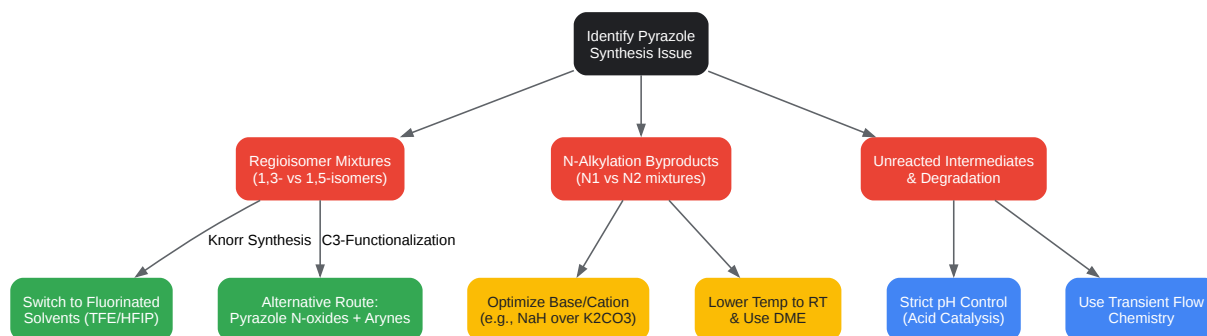 Identify Pyrazole
Synthesis Issue
Regioisomer Mixtures
(1,3- vs 1,5-isomers)
N-Alkylation Byproducts
(N1 vs N2 mixtures)
Unreacted Intermediates
& Degradation
Knorr Synthesis
C3-Functionalization
Switch to Fluorinated
Solvents (TFE/HFIP)
Alternative Route:
Pyrazole N-oxides + Arynes
Optimize Base/Cation
(e.g., NaH over K2CO3)
Lower Temp to RT
& Use DME
Strict pH Control
(Acid Catalysis)
Use Transient Flow
Chemistry